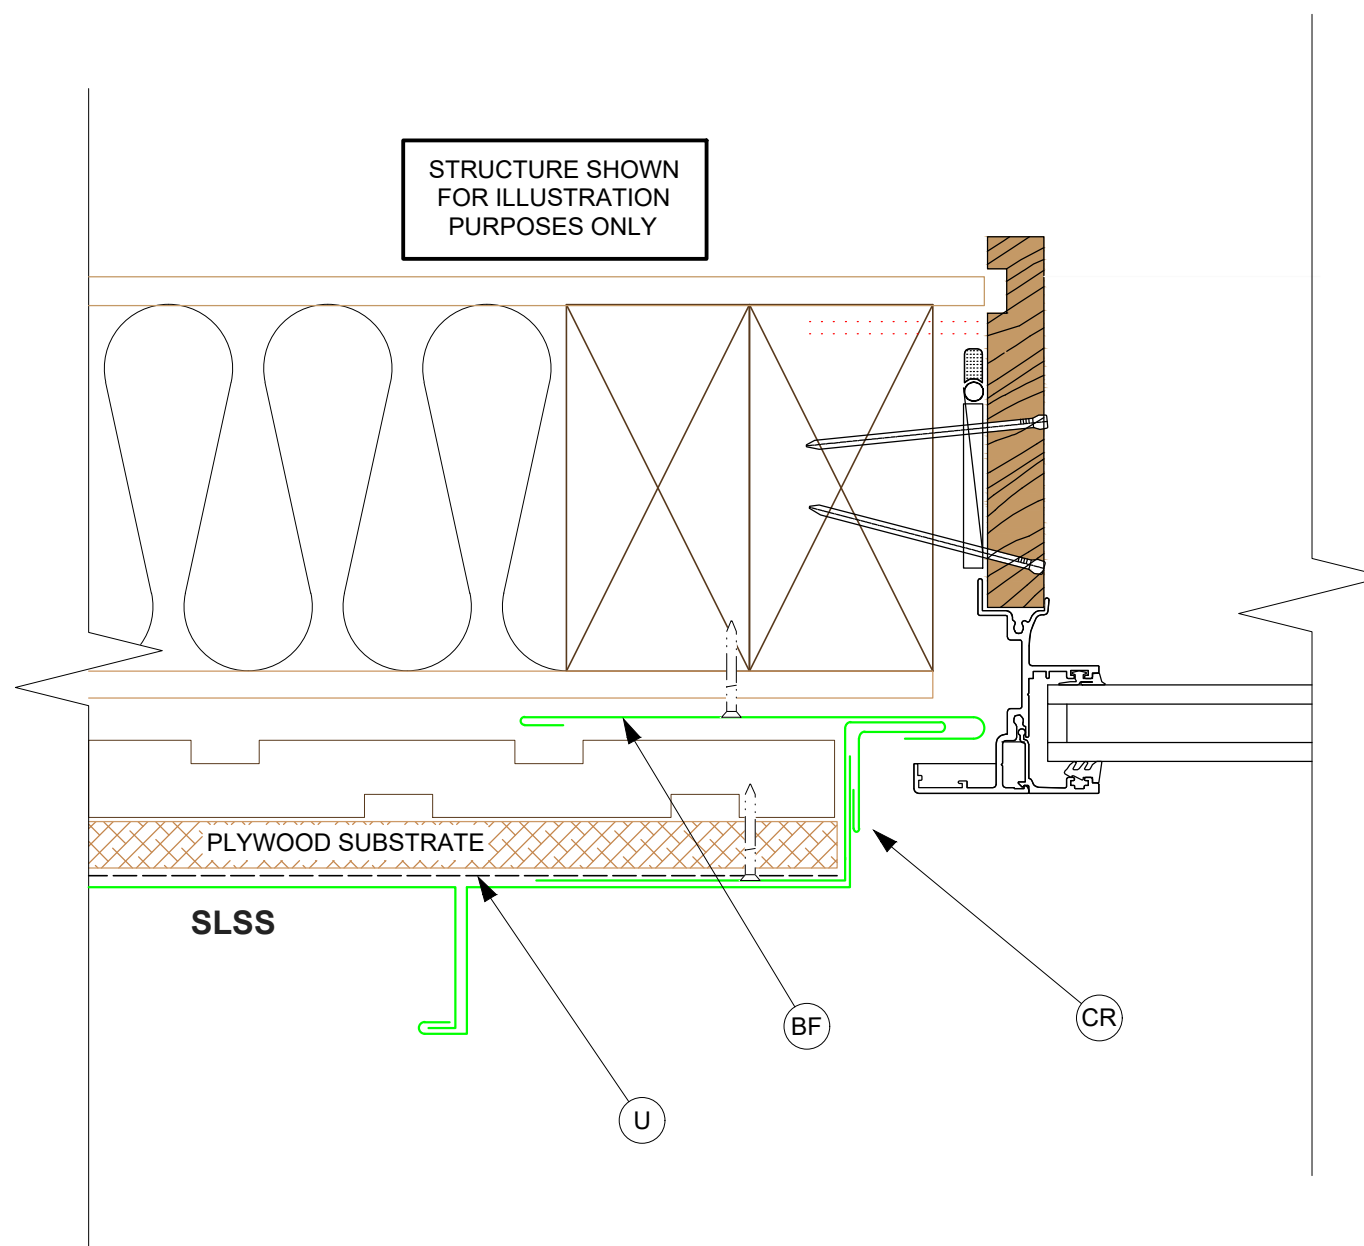 STRUCTURE SHOWN
FOR ILLUSTRATION
PURPOSES ONLY
PLYWOOD SUBSTRATE
SLSS
BF
CR
U